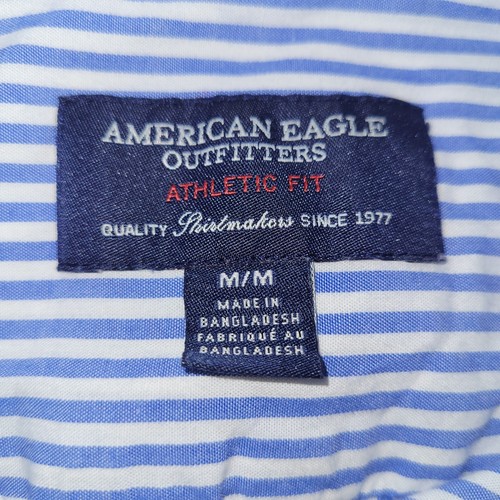 AMERICAN EAGLE
OUTFITTERS
ATHLETIC FIT
QUALITY Shirtmakers SINCE 1977
M/M
MADE IN
BANGLADESH
FABRIQUÉ AU
BANGLADESH